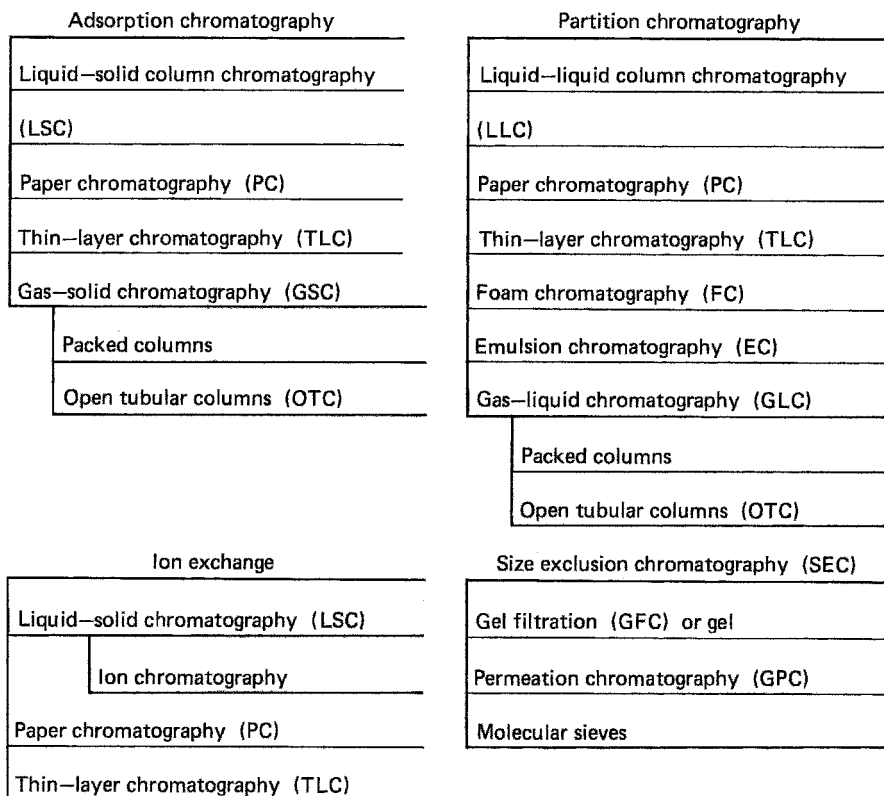 Adsorption chromatography
Liquid–solid column chromatography
(LSC)
Paper chromatography (PC)
Thin–layer chromatography (TLC)
Gas–solid chromatography (GSC)
Packed columns
Open tubular columns (OTC)
Partition chromatography
Liquid–liquid column chromatography
(LLC)
Paper chromatography (PC)
Thin–layer chromatography (TLC)
Foam chromatography (FC)
Emulsion chromatography (EC)
Gas–liquid chromatography (GLC)
Packed columns
Open tubular columns (OTC)
Ion exchange
Liquid–solid chromatography (LSC)
Ion chromatography
Paper chromatography (PC)
Thin–layer chromatography (TLC)
Size exclusion chromatography (SEC)
Gel filtration (GFC) or gel
Permeation chromatography (GPC)
Molecular sieves